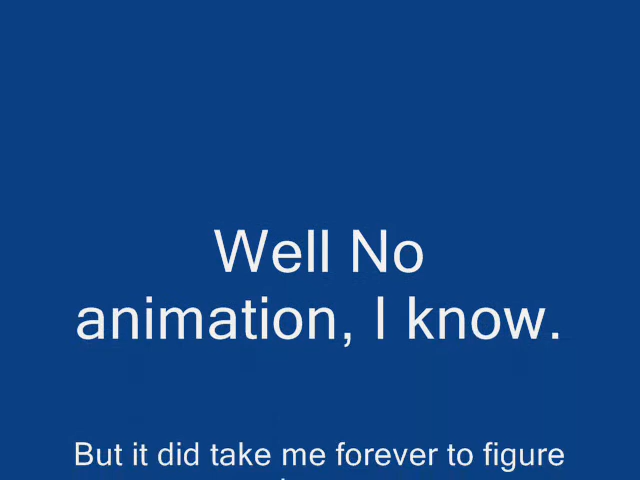 Well No
animation, I know.
But it did take me forever to figure